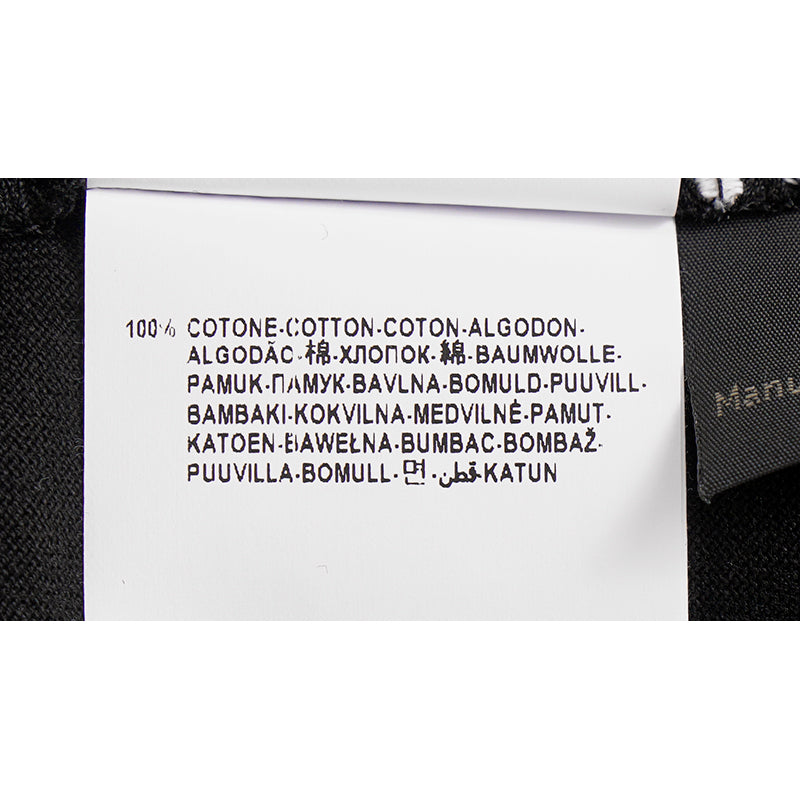 100% COTONE-COTTON-COTON-ALGODON-
ALGODÃO-棉-ХЛОПОК-綿-BAUMWOLLE-
PAMUK-ПАМУК-BAVLNA-BOMULD-PUUVILL-
BAMBAKI-KOKVILNA-MEDVILNĖ-PAMUT-
KATOEN-BAWEŁNA-BUMBAC-BOMBAŽ-
PUUVILLA-BOMULL-면-قطن-KATUN